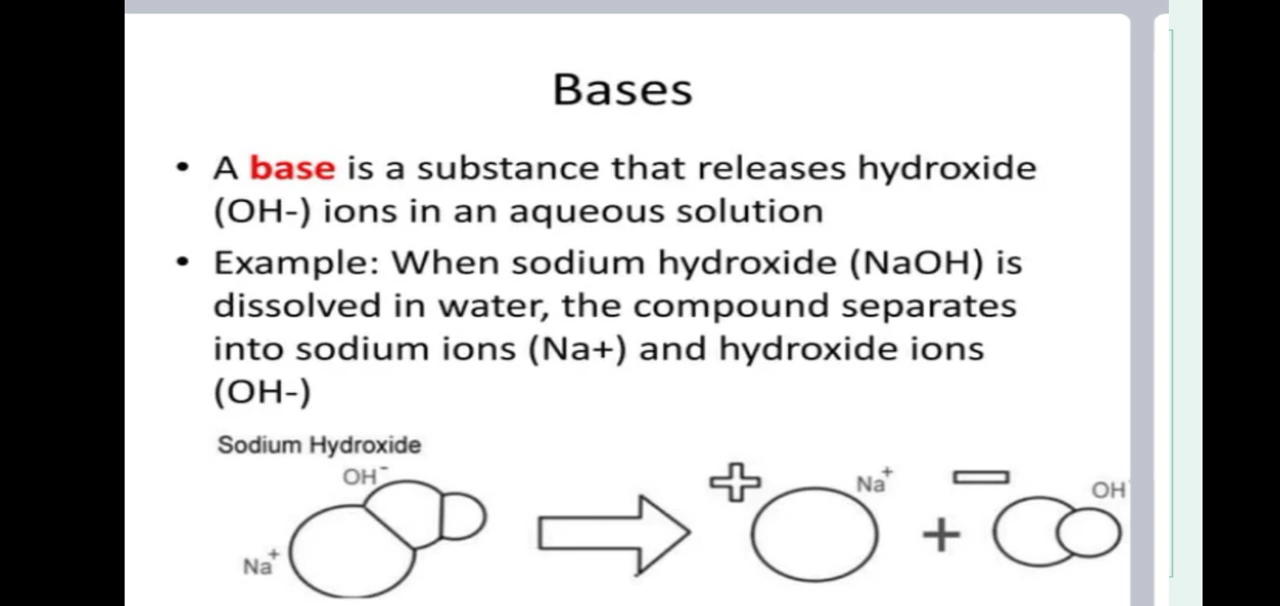 Bases
• A base is a substance that releases hydroxide
(OH-) ions in an aqueous solution
• Example: When sodium hydroxide (NaOH) is
dissolved in water, the compound separates
into sodium ions (Na+) and hydroxide ions
(OH-)
Sodium Hydroxide
OH⁻
Na⁺
+
Na⁺
+
−
OH